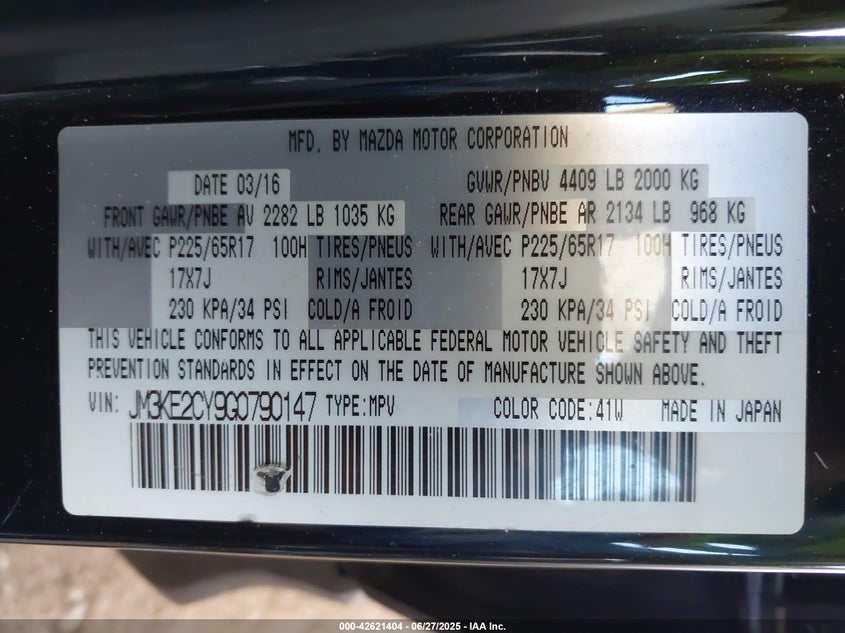 MFD. BY MAZDA MOTOR CORPORATION
DATE 03/16 GVWR/PNBV 4409 LB 2000 KG
FRONT GAWR/PNBE AV 2282 LB 1035 KG REAR GAWR/PNBE AR 2134 LB 968 KG
WITH/AVEC P225/65R17 100H TIRES/PNEUS WITH/AVEC P225/65R17 100H TIRES/PNEUS
17X7J RIMS/JANTES 17X7J RIMS/JANTES
230 KPA/34 PSI COLD/A FROID 230 KPA/34 PSI COLD/A FROID
THIS VEHICLE CONFORMS TO ALL APPLICABLE FEDERAL MOTOR VEHICLE SAFETY AND THEFT
PREVENTION STANDARDS IN EFFECT ON THE DATE OF MANUFACTURE SHOWN ABOVE.
VIN: JM3KE2CY9G0790147 TYPE:MPV COLOR CODE:41W MADE IN JAPAN
000-42621404 - 06/27/2025 - IAA Inc.